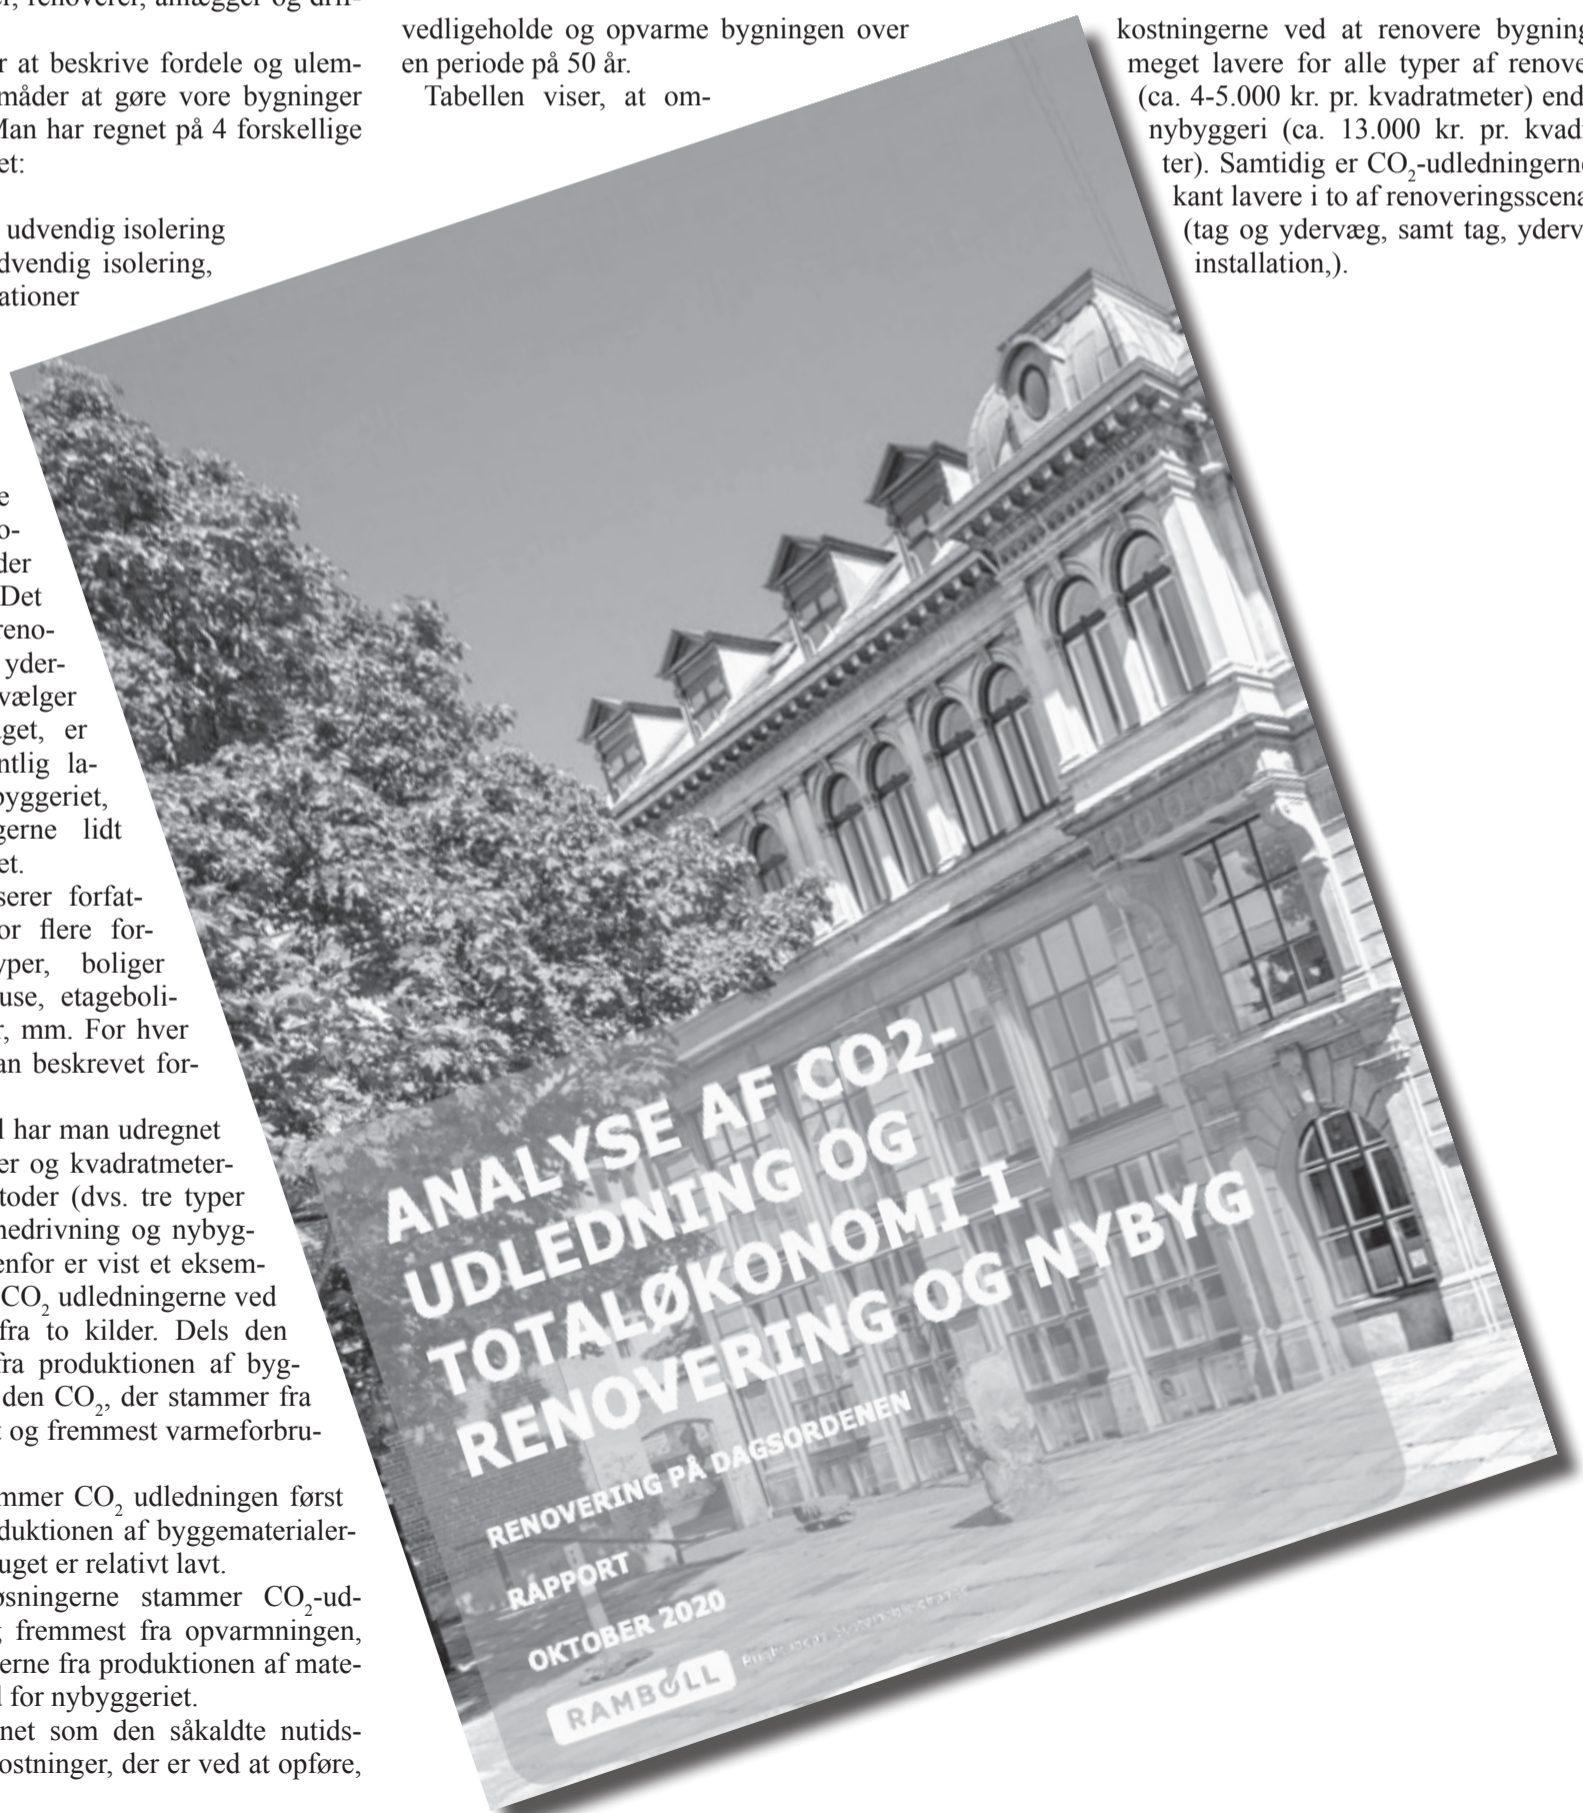 renoverer, anlægger og drif-
at beskrive fordele og ulem-
måder at gøre vore bygninger
Man har regnet på 4 forskellige
et:
udvendig isolering
dvendig isolering,
ationer
e
o-
der
Det
reno-
yder-
vælger
get, er
ntlig la-
byggeriet,
gerne lidt
et.
serer forfat-
or flere for-
yper, boliger
use, etageboli-
r, mm. For hver
an beskrevet for-
l har man udregnet
er og kvadratmeter-
toder (dvs. tre typer
nedrivning og nybyg-
enfor er vist et eksem-
CO2 udledningerne ved
fra to kilder. Dels den
fra produktionen af byg-
den CO2, der stammer fra
t og fremmest varmeforbru-
mmer CO2 udledningen først
duktionen af byggematerialer-
uget er relativt lavt.
øsningerne stammer CO2-ud-
g fremmest fra opvarmningen,
erne fra produktionen af mate-
l for nybyggeriet.
net som den såkaldte nutids-
ostninger, der er ved at opføre,
vedligeholde og opvarme bygningen over
en periode på 50 år.
Tabellen viser, at om-
kostningerne ved at renovere bygning
meget lavere for alle typer af renove
(ca. 4-5.000 kr. pr. kvadratmeter) end
nybyggeri (ca. 13.000 kr. pr. kvad
ter). Samtidig er CO2-udledningerne
kant lavere i to af renoveringsscena
(tag og ydervæg, samt tag, yderv
installation,).
ANALYSE AF CO2-
UDLEDNING OG
TOTALØKONOMI I
RENOVERING OG NYBYG
RENOVERING PÅ DAGSORDENEN
RAPPORT
OKTOBER 2020
RAMBOLL
Bright ideas. Sustainable change.